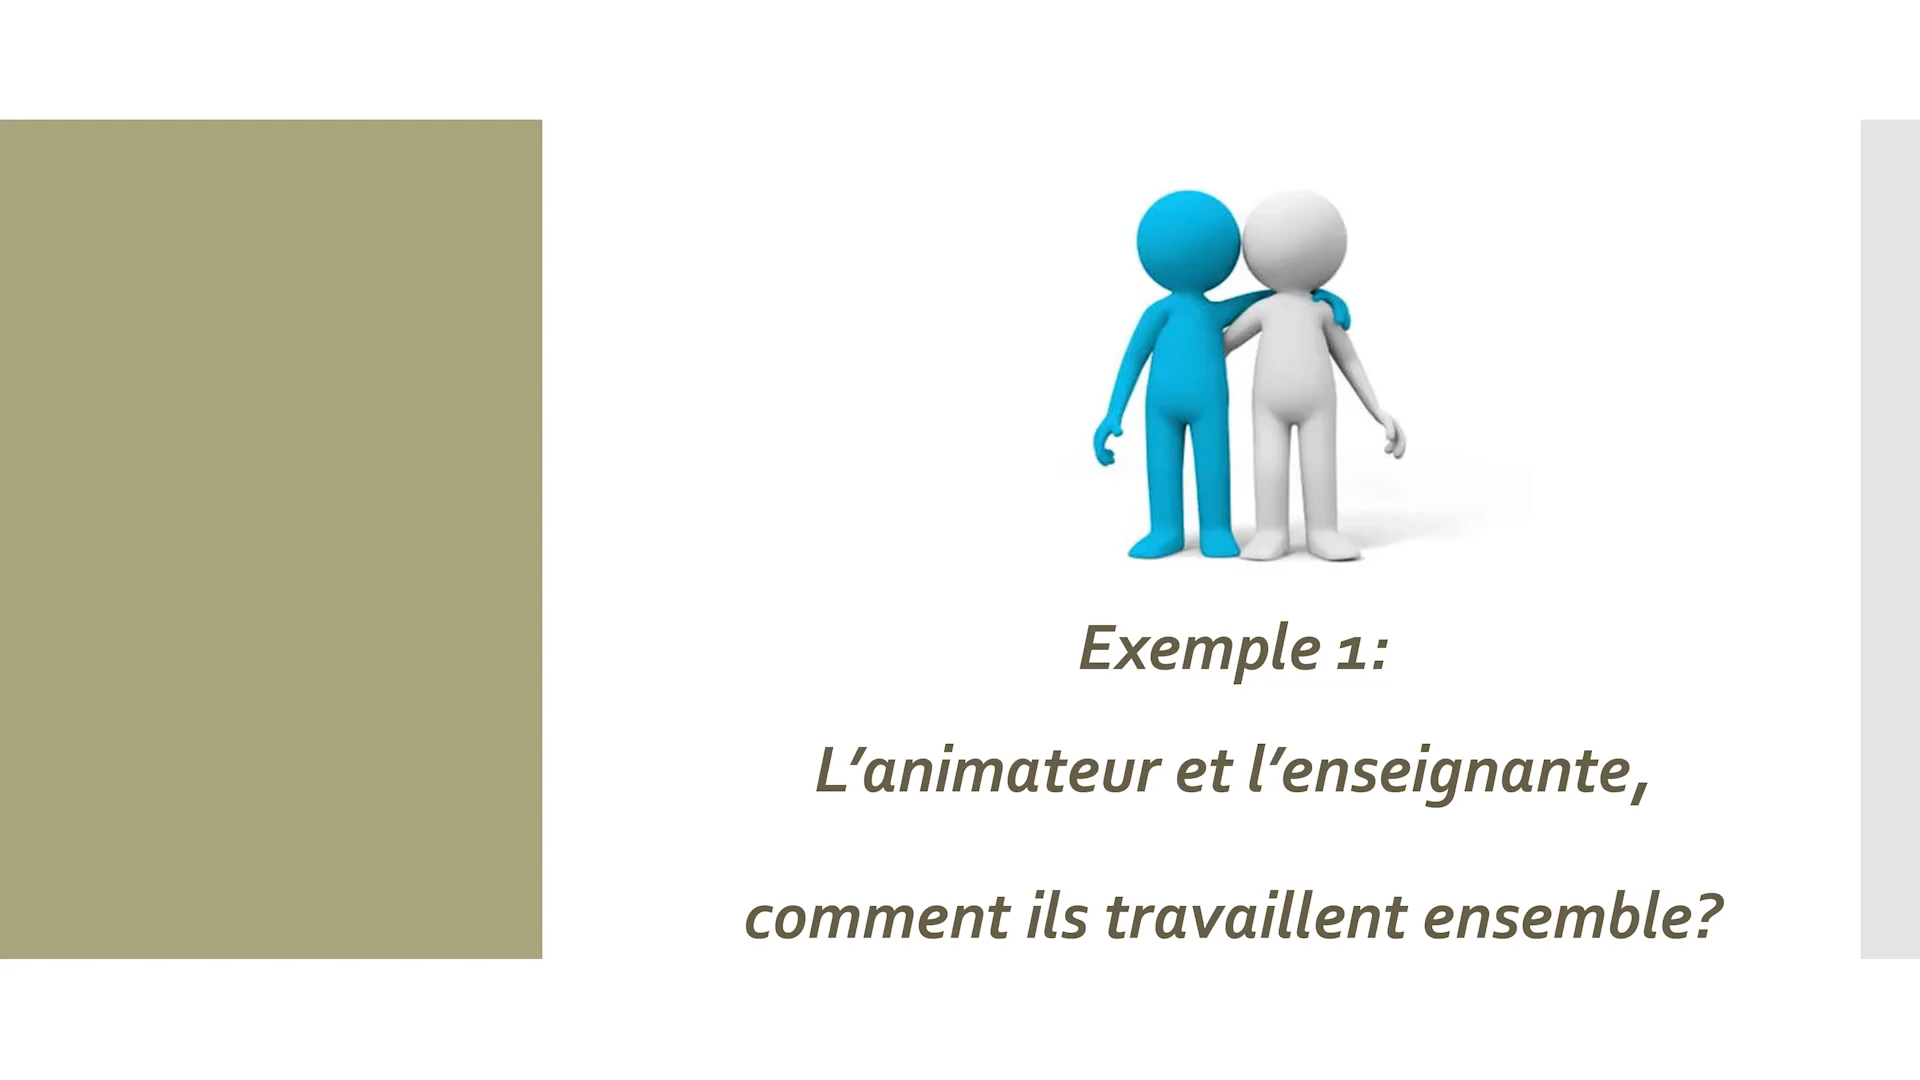 Exemple 1:
L’animateur et l’enseignante,
comment ils travaillent ensemble?